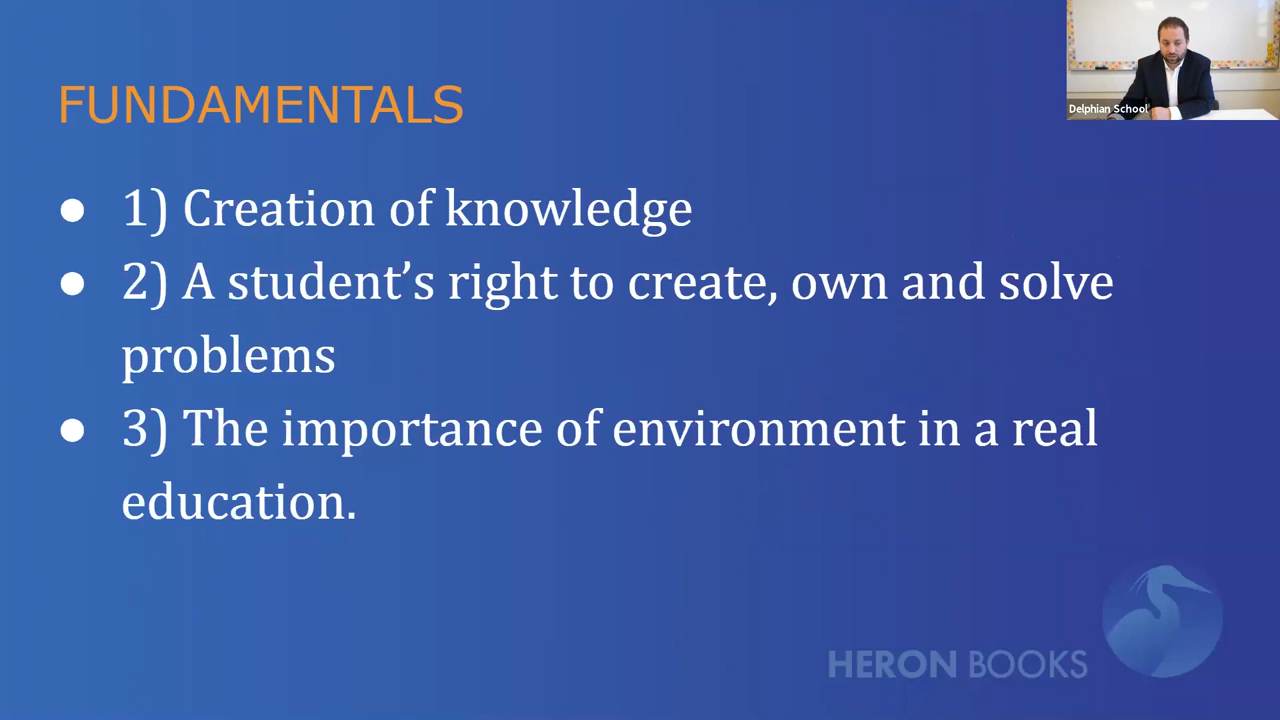 Delphian School
FUNDAMENTALS
● 1) Creation of knowledge
● 2) A student’s right to create, own and solve
problems
● 3) The importance of environment in a real
education.
HERON BOOKS